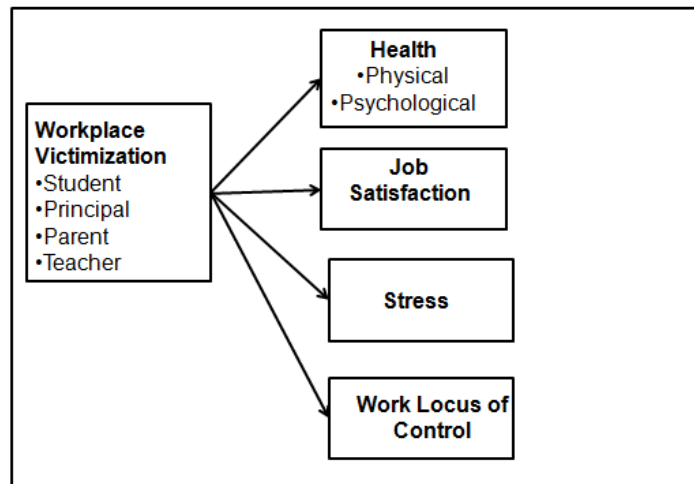 Workplace
Victimization
•Student
•Principal
•Parent
•Teacher
Health
•Physical
•Psychological
Job
Satisfaction
Stress
Work Locus of
Control